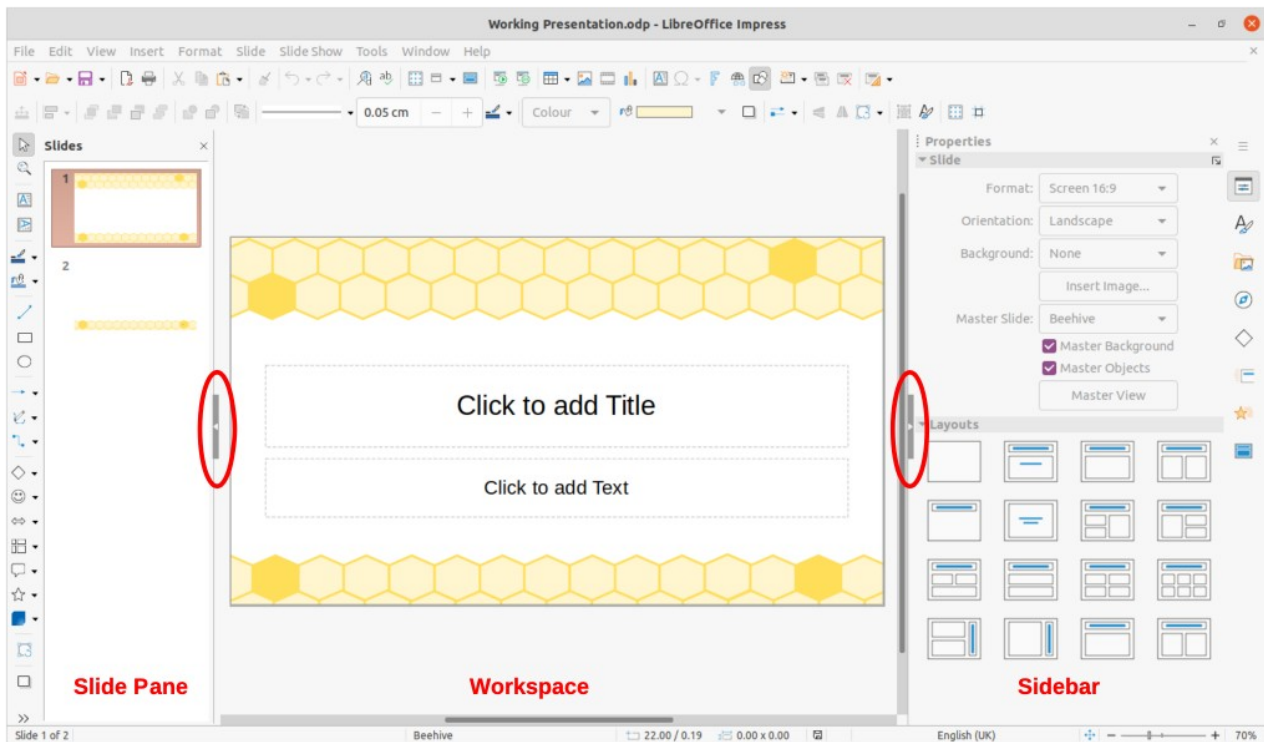 Working Presentation.odp - LibreOffice Impress
File Edit View Insert Format Slide Slide Show Tools Window Help
0.05 cm
Colour
Slides
1
2
Slide Pane
Click to add Title
Click to add Text
Workspace
Properties
Slide
Format: Screen 16:9
Orientation: Landscape
Background: None
Insert Image...
Master Slide: Beehive
Master Background
Master Objects
Master View
Layouts
Sidebar
Slide 1 of 2 Beehive 22.00 / 0.19 0.00 x 0.00 English (UK) 70%